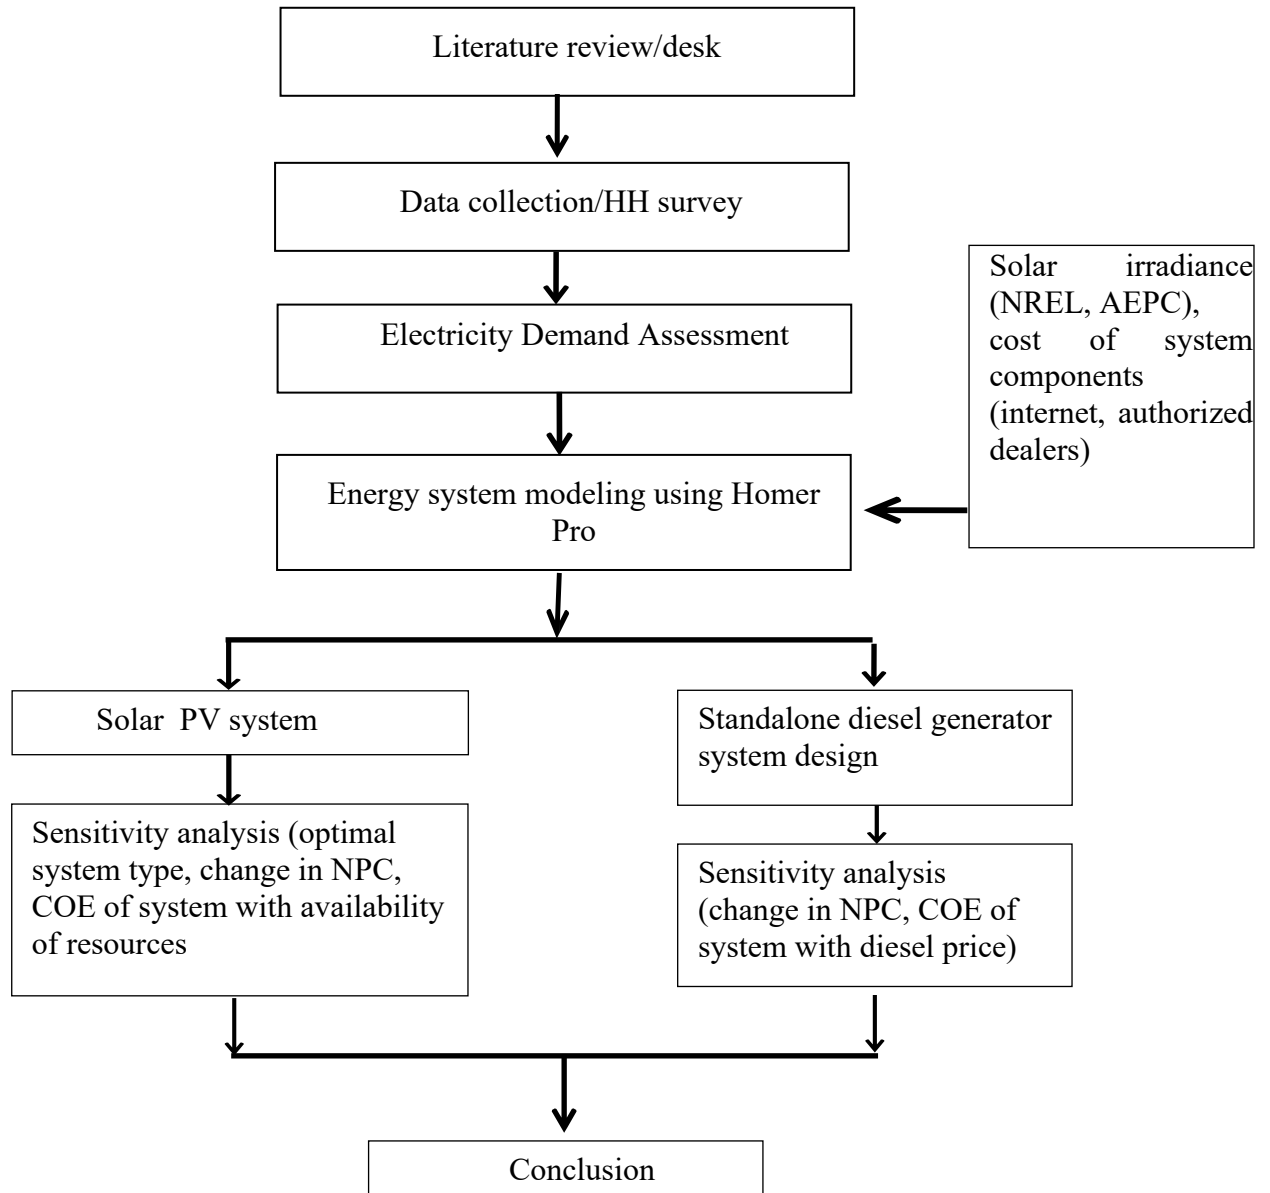 Literature review/desk
Data collection/HH survey
Electricity Demand Assessment
Solar irradiance
(NREL, AEPC),
cost of system
components
(internet, authorized
dealers)
Energy system modeling using Homer
Pro
Solar PV system
Standalone diesel generator
system design
Sensitivity analysis (optimal
system type, change in NPC,
COE of system with availability
of resources
Sensitivity analysis
(change in NPC, COE of
system with diesel price)
Conclusion